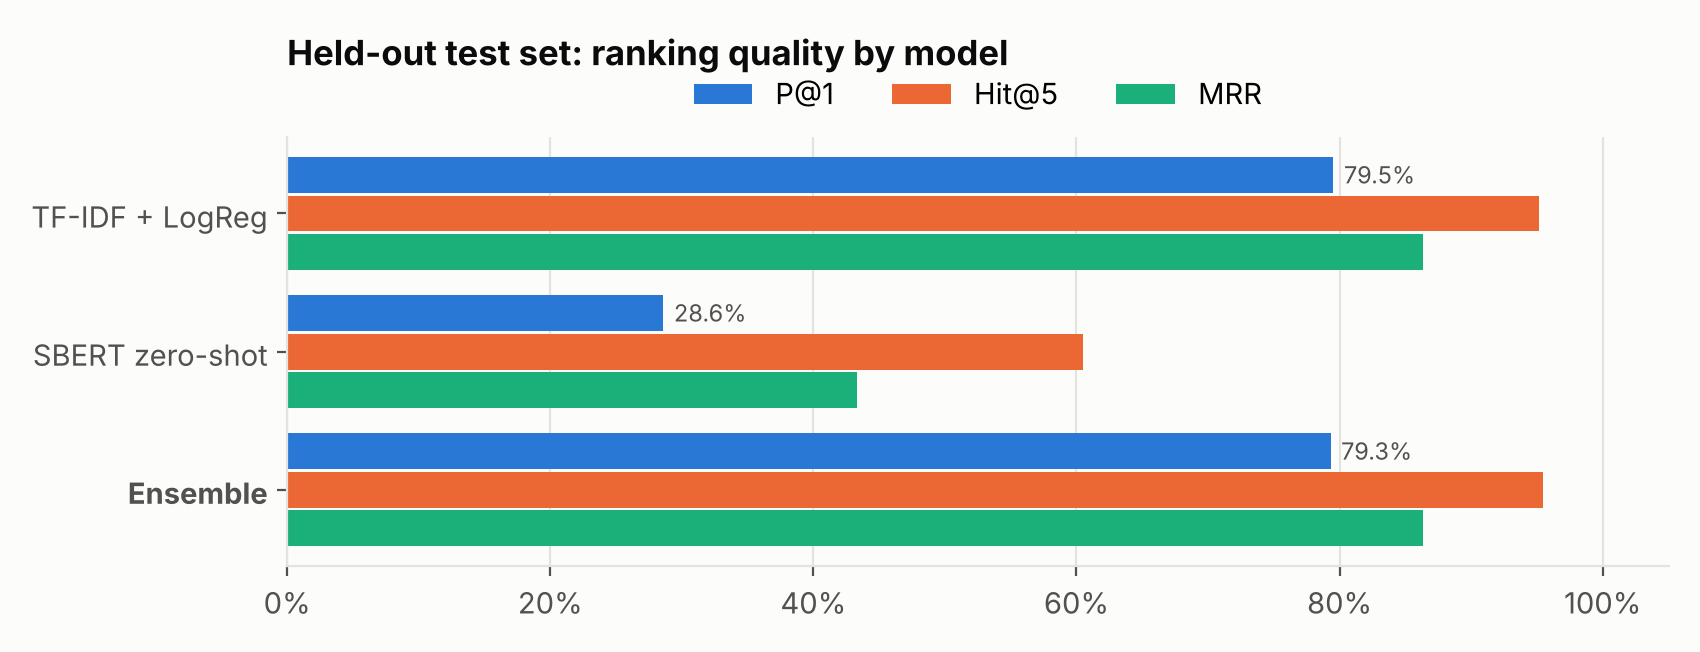 Held-out test set: ranking quality by model
P@1 Hit@5 MRR
TF-IDF + LogReg
79.5%
SBERT zero-shot
28.6%
Ensemble
79.3%
0% 20% 40% 60% 80% 100%